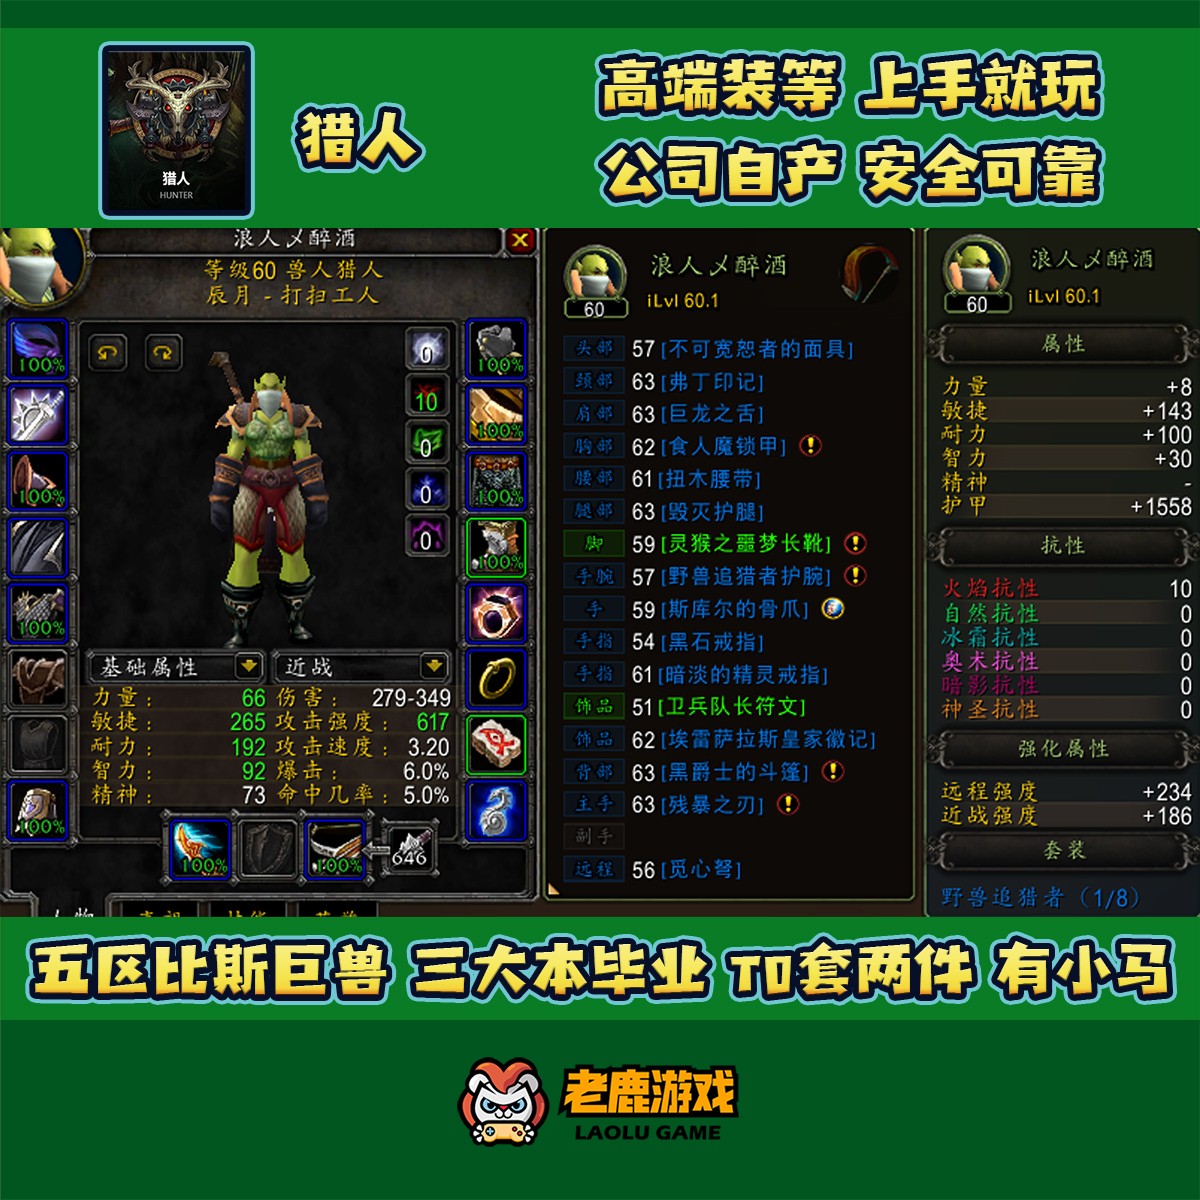 高端装等 上手就玩
猎人
公司自产 安全可靠
猎人
HUNTER
浪人乄醉酒
等级60 兽人猎人
辰月 - 打扫工人
100%
100%
100%
100%
100%
100%
100%
100%
0
10
0
0
0
基础属性
近战
力量： 66 伤害： 279-349
敏捷： 265 攻击强度： 617
耐力： 192 攻击速度： 3.20
智力： 92 爆击： 6.0%
精神： 73 命中几率： 5.0%
100%
100%
646
浪人乄醉酒
60
iLvl 60.1
头部 57 [不可宽恕者的面具]
颈部 63 [弗丁印记]
肩部 63 [巨龙之舌]
胸部 62 [食人魔锁甲]
腰部 61 [扭木腰带]
腿部 63 [毁灭护腿]
脚 59 [灵猴之噩梦长靴]
手腕 57 [野兽追猎者护腕]
手 59 [斯库尔的骨爪]
手指 54 [黑石戒指]
手指 61 [暗淡的精灵戒指]
饰品 51 [卫兵队长符文]
饰品 62 [埃雷萨拉斯皇家徽记]
背部 63 [黑爵士的斗篷]
主手 63 [残暴之刃]
副手
远程 56 [觅心弩]
浪人乄醉酒
60
iLvl 60.1
属性
力量 +8
敏捷 +143
耐力 +100
智力 +30
精神 -
护甲 +1558
抗性
火焰抗性 10
自然抗性 0
冰霜抗性 0
奥术抗性 0
暗影抗性 0
神圣抗性 0
强化属性
远程强度 +234
近战强度 +186
套装
野兽追猎者（1/8）
五区比斯巨兽 三大本毕业 T0套两件 有小马
老鹿游戏
LAOLU GAME